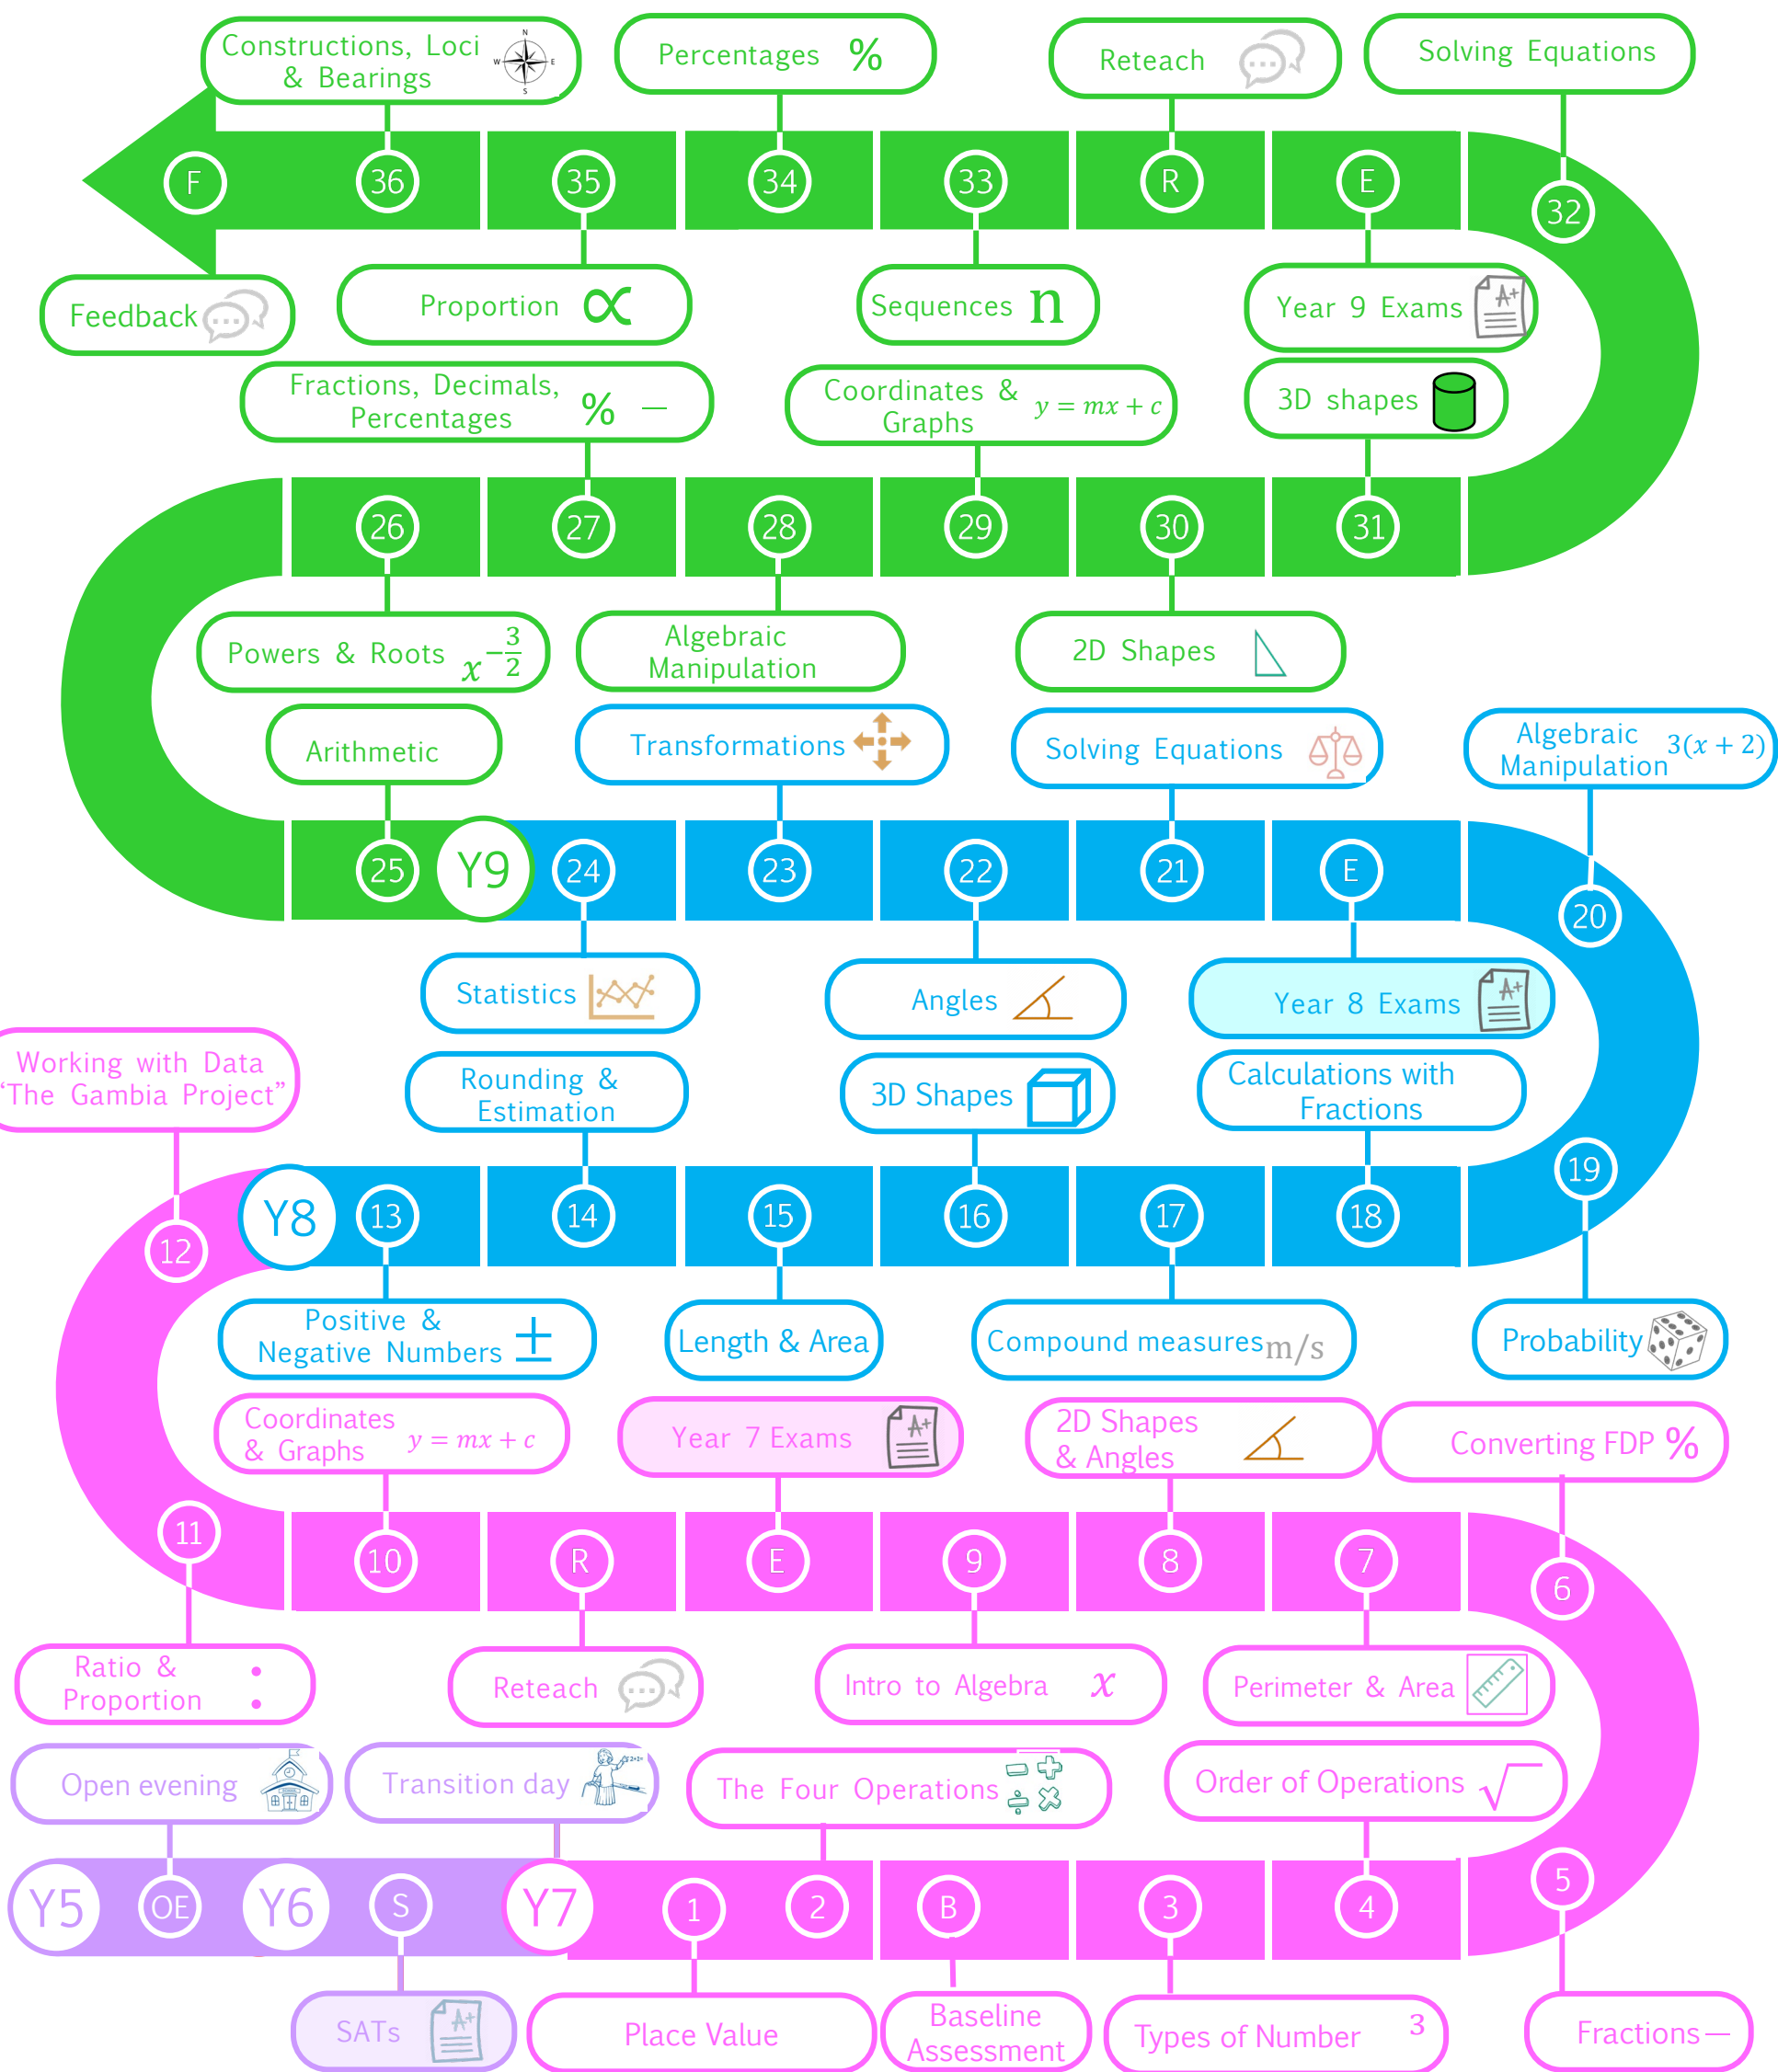 Constructions, Loci
& Bearings
N
W
E
S
Percentages %
Reteach
Solving Equations
F
36
35
34
33
R
E
32
Feedback
Proportion ∝
Sequences n
Year 9 Exams
A+
Fractions, Decimals,
Percentages % —
Coordinates &
Graphs
y = mx + c
3D shapes
26
27
28
29
30
31
Powers & Roots x^{-3/2}
Algebraic
Manipulation
2D Shapes
Arithmetic
Transformations
Solving Equations
Algebraic
Manipulation
3(x + 2)
25
Y9
24
23
22
21
E
20
Statistics
Angles
Year 8 Exams
A+
Working with Data
“The Gambia Project”
Rounding &
Estimation
3D Shapes
Calculations with
Fractions
12
Y8
13
14
15
16
17
18
19
Positive &
Negative Numbers ±
Length & Area
Compound measures m/s
Probability
Coordinates
& Graphs
y = mx + c
Year 7 Exams
A+
2D Shapes
& Angles
Converting FDP %
11
10
R
E
9
8
7
6
Ratio &
Proportion :
Reteach
Intro to Algebra x
Perimeter & Area
Open evening
Transition day
The Four Operations
− + ÷ ×
Order of Operations √
Y5
OE
Y6
S
Y7
1
2
B
3
4
5
SATs
A+
Place Value
Baseline
Assessment
Types of Number 3
Fractions —